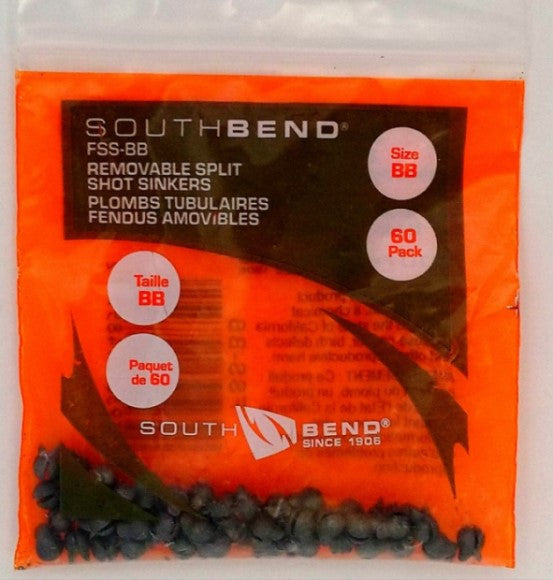 SOUTHBEND®
FSS-BB
REMOVABLE SPLIT
SHOT SINKERS
PLOMBS TUBULAIRES
FENDUS AMOVIBLES
Size
BB
60
Pack
Taille
BB
Paquet
de 60
SOUTH BEND®
SINCE 1906